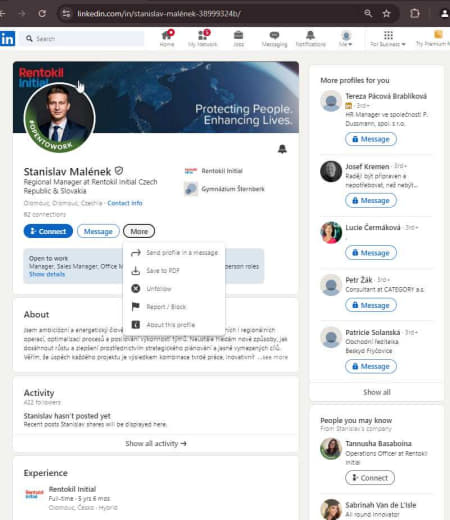 linkedin.com/in/stanislav-malének-38999324b/
in
Search
Home
My Network
Jobs
Messaging
Notifications
Me
For Business
Try Premium
Rentokil
Initial
Protecting People.
Enhancing Lives.
#OPENTOWORK
Stanislav Malének
Regional Manager at Rentokil Initial Czech
Republic & Slovakia
Olomouc, Olomouc, Czechia · Contact info
82 connections
Rentokil Initial
Gymnázium Šternberk
Connect
Message
More
Open to work
Manager, Sales Manager, Office M
person roles
Show details
Send profile in a message
Save to PDF
Unfollow
Report / Block
About this profile
About
Jsem ambiciózní a energetický
ních i regionálních
operací, optimalizací procesů a posilování výkonnosti týmů. Neustále hledám nové způsoby, jak
dosáhnout růstu a zlepšení prostřednictvím strategického plánování a jasně vymezených cílů.
Věřím, že úspěch každého projektu je výsledkem kombinace tvrdé práce, inovativní ...see more
Activity
422 followers
Stanislav hasn't posted yet
Recent posts Stanislav shares will be displayed here.
Show all activity →
Experience
Rentokil
Initial
Rentokil Initial
Full-time · 5 yrs 6 mos
Olomouc, Česko · Hybrid
More profiles for you
Tereza Pácová Brablíková
· 3rd+
HR Manager ve společnosti P.
Dussmann, spol. s.r.o.
Message
Josef Kremen · 3rd+
Raději být připraven a
nepotřebovat, než nebýt...
Message
Lucie Čermáková · 3rd+
Message
Petr Žák · 3rd+
Consultant at CATEGORY a.s.
Message
Patricie Solanská · 3rd+
Obchodní ředitelka
Beskyd Fryčovice
Message
Show all
People you may know
From Stanislav's company
Tannusha Basaboina
Operations Officer at Rentokil
Initial
Connect
Sabrinah Van de L'Isle
All round innovator